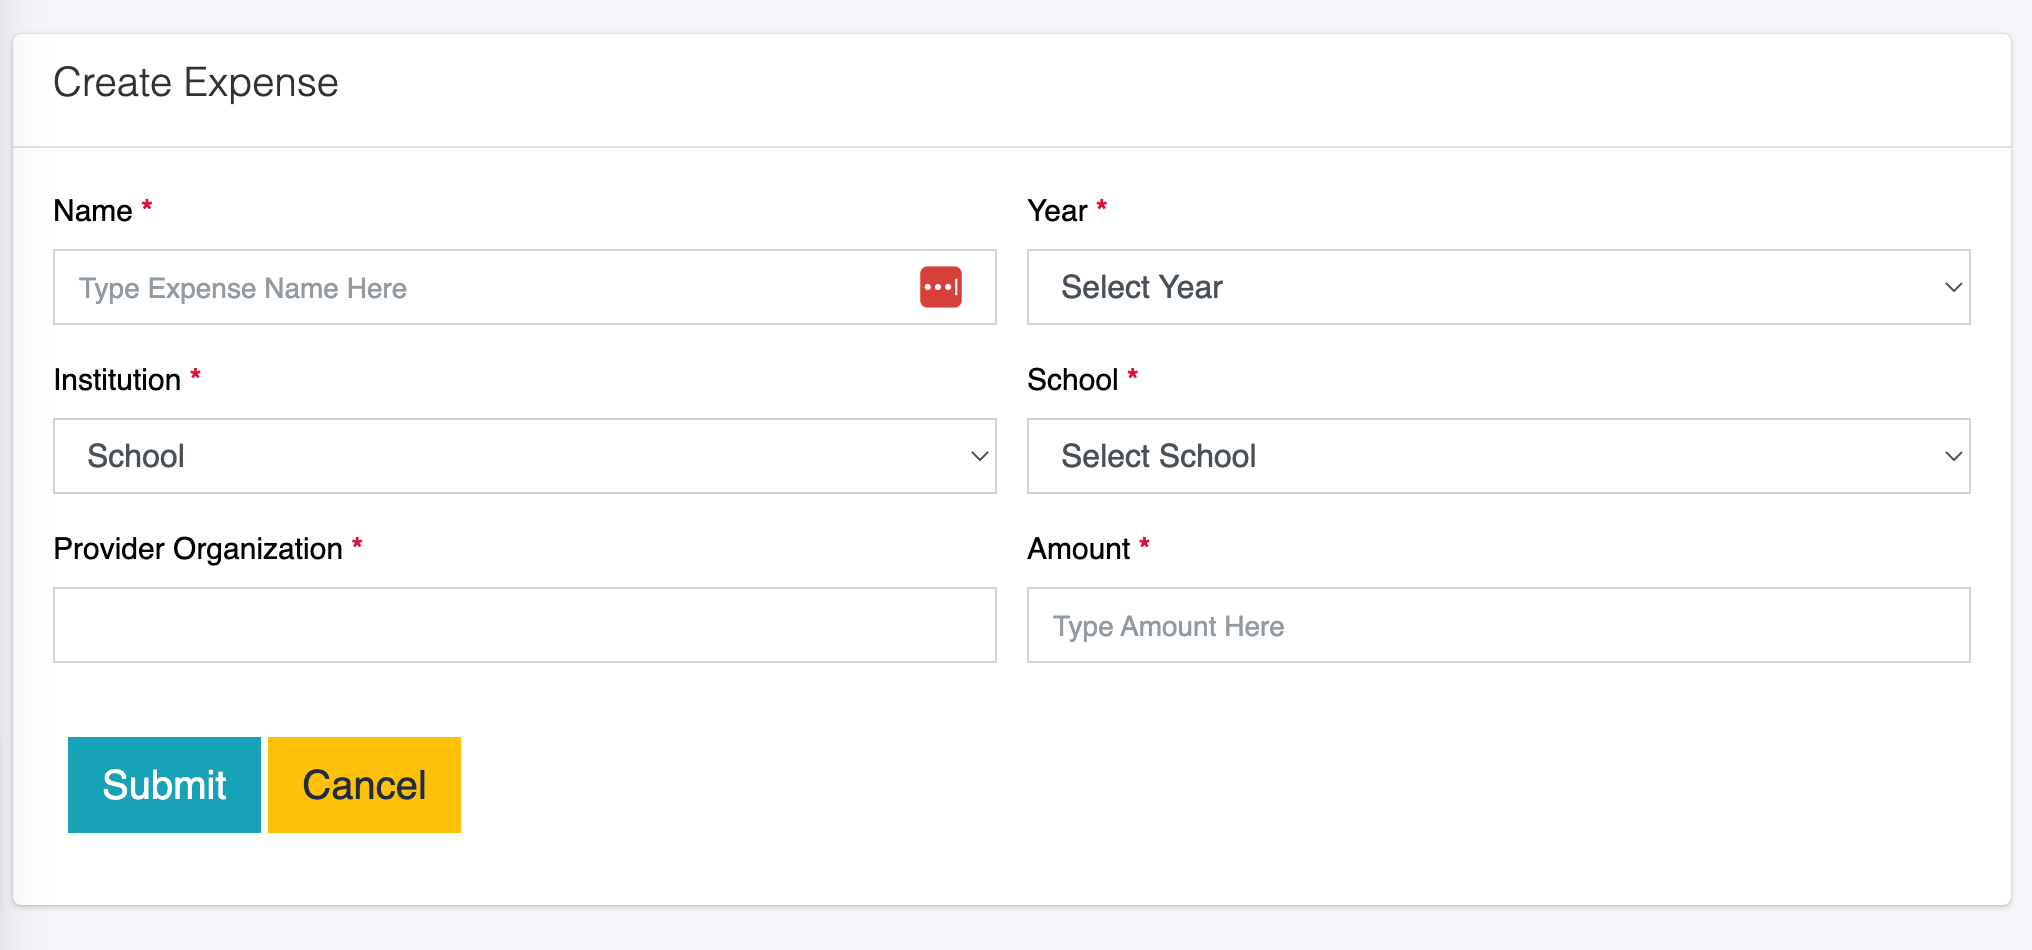 Create Expense
Name *
Year *
Type Expense Name Here
Select Year
Institution *
School *
School
Select School
Provider Organization *
Amount *
Type Amount Here
Submit
Cancel